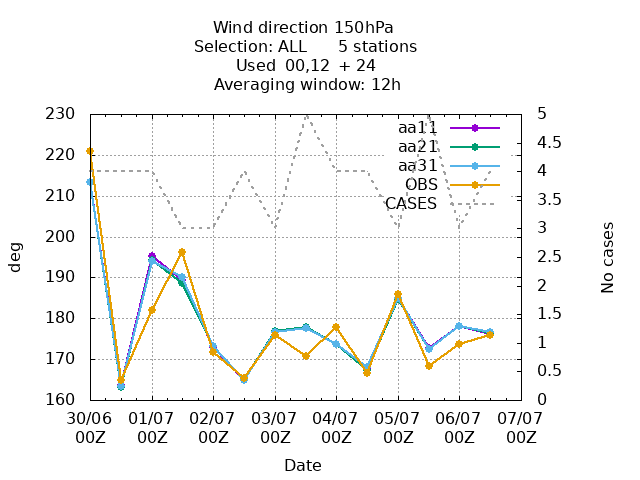 Wind direction 150hPa
Selection: ALL 5 stations
Used 00,12 + 24
Averaging window: 12h
230
220
210
200
190
180
170
160
deg
5
4.5
4
3.5
3
2.5
2
1.5
1
0.5
0
No cases
aa11
aa21
aa31
OBS
CASES
30/06 01/07 02/07 03/07 04/07 05/07 06/07 07/07
00Z 00Z 00Z 00Z 00Z 00Z 00Z 00Z
Date